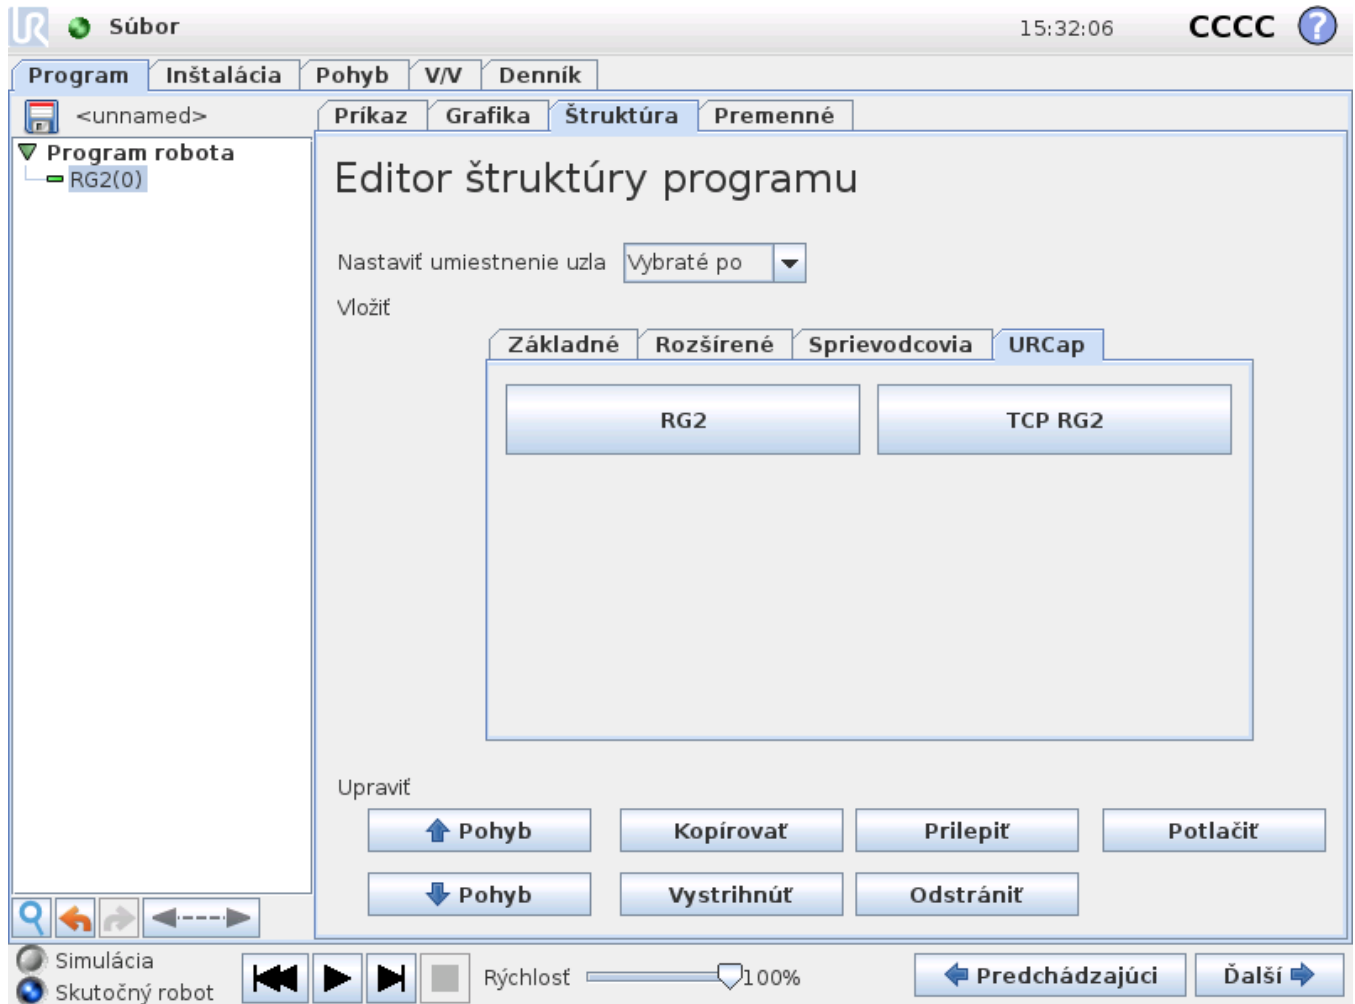 Súbor 15:32:06 CCCC ?
Program Inštalácia Pohyb V/V Denník
<unnamed> Príkaz Grafika Štruktúra Premenné
Program robota
RG2(0)
Editor štruktúry programu
Nastaviť umiestnenie uzla Vybraté po
Vložiť
Základné Rozšírené Sprievodcovia URCap
RG2 TCP RG2
Upraviť
Pohyb Kopírovať Prilepiť Potlačiť
Pohyb Vystrihnúť Odstrániť
Simulácia
Skutočný robot
Rýchlosť 100% Predchádzajúci Ďalší